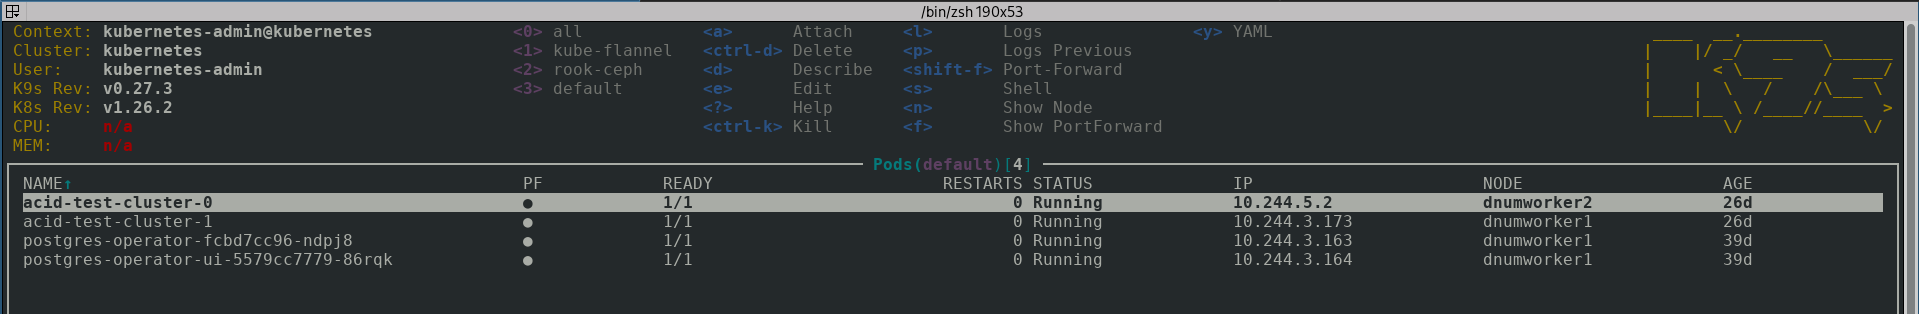 /bin/zsh 190x53
Context: kubernetes-admin@kubernetes <0> all <a> Attach <l> Logs <y> YAML
Cluster: kubernetes <1> kube-flannel <ctrl-d> Delete <p> Logs Previous
User: kubernetes-admin <2> rook-ceph <d> Describe <shift-f> Port-Forward
K9s Rev: v0.27.3 <3> default <e> Edit <s> Shell
K8s Rev: v1.26.2 <?> Help <n> Show Node
CPU: n/a <ctrl-k> Kill <f> Show PortForward
MEM: n/a
Pods(default)[4]
NAME↑ PF READY RESTARTS STATUS IP NODE AGE
acid-test-cluster-0 ● 1/1 0 Running 10.244.5.2 dnumworker2 26d
acid-test-cluster-1 ● 1/1 0 Running 10.244.3.173 dnumworker1 26d
postgres-operator-fcbd7cc96-ndpj8 ● 1/1 0 Running 10.244.3.163 dnumworker1 39d
postgres-operator-ui-5579cc7779-86rqk ● 1/1 0 Running 10.244.3.164 dnumworker1 39d